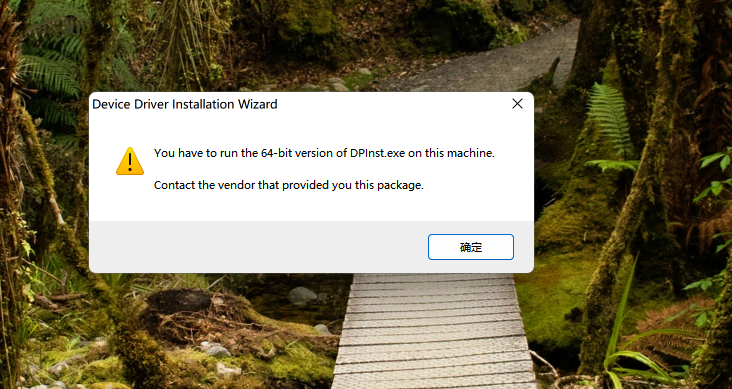 Device Driver Installation Wizard
You have to run the 64-bit version of DPInst.exe on this machine.
Contact the vendor that provided you this package.
确定